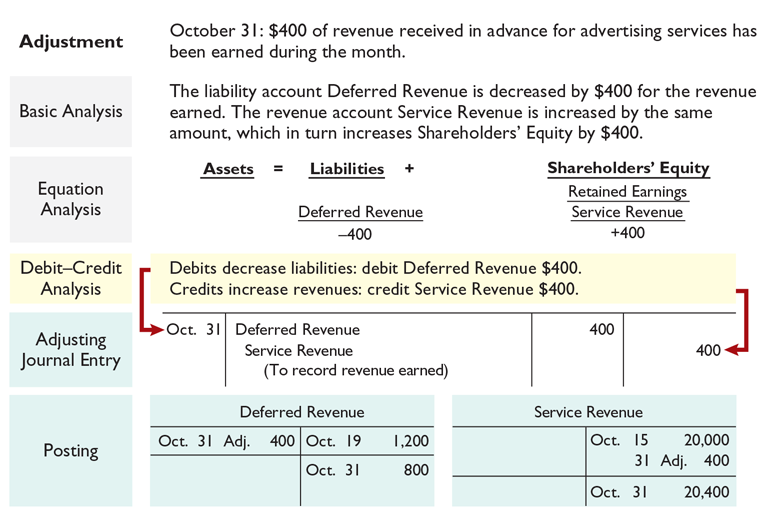 Adjustment
October 31: $400 of revenue received in advance for advertising services has
been earned during the month.
Basic Analysis
The liability account Deferred Revenue is decreased by $400 for the revenue
earned. The revenue account Service Revenue is increased by the same
amount, which in turn increases Shareholders’ Equity by $400.
Equation
Analysis
Assets = Liabilities + Shareholders’ Equity
Retained Earnings
Deferred Revenue Service Revenue
–400 +400
Debit–Credit
Analysis
Debits decrease liabilities: debit Deferred Revenue $400.
Credits increase revenues: credit Service Revenue $400.
Adjusting
Journal Entry
Oct. 31 Deferred Revenue 400
Service Revenue 400
(To record revenue earned)
Posting
Deferred Revenue
Oct. 31 Adj. 400 Oct. 19 1,200
Oct. 31 800
Service Revenue
Oct. 15 20,000
31 Adj. 400
Oct. 31 20,400